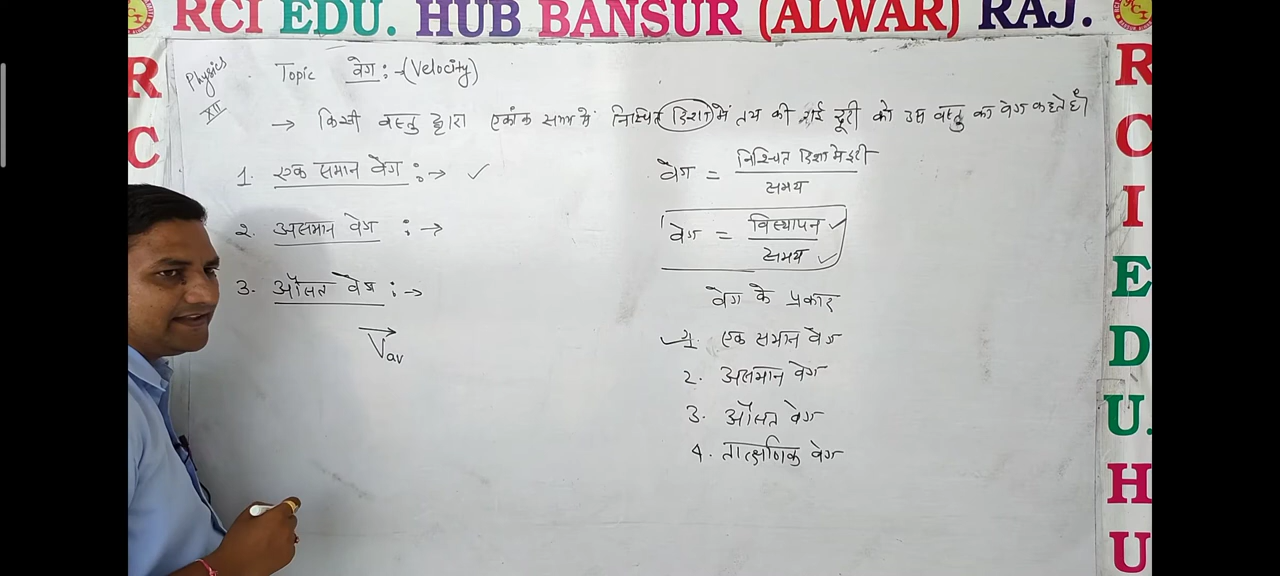 RCI EDU. HUB BANSUR (ALWAR) RAJ.
Physics
XII
Topic वेग :→ (Velocity)
→ किसी वस्तु द्वारा एकांक समय में निश्चित दिशा में तय की गई दूरी को उस वस्तु का वेग कहते हैं।
1. एक समान वेग :→ ✓
2. असमान वेग :→
3. औसत वेग :→
V⃗av
वेग = निश्चित दिशा में दूरी
समय
वेग = विस्थापन ✓
समय ✓
वेग के प्रकार
✓1. एक समान वेग
2. असमान वेग
3. औसत वेग
4. तात्क्षणिक वेग
R
C
R
C
I
E
D
U.
H
U